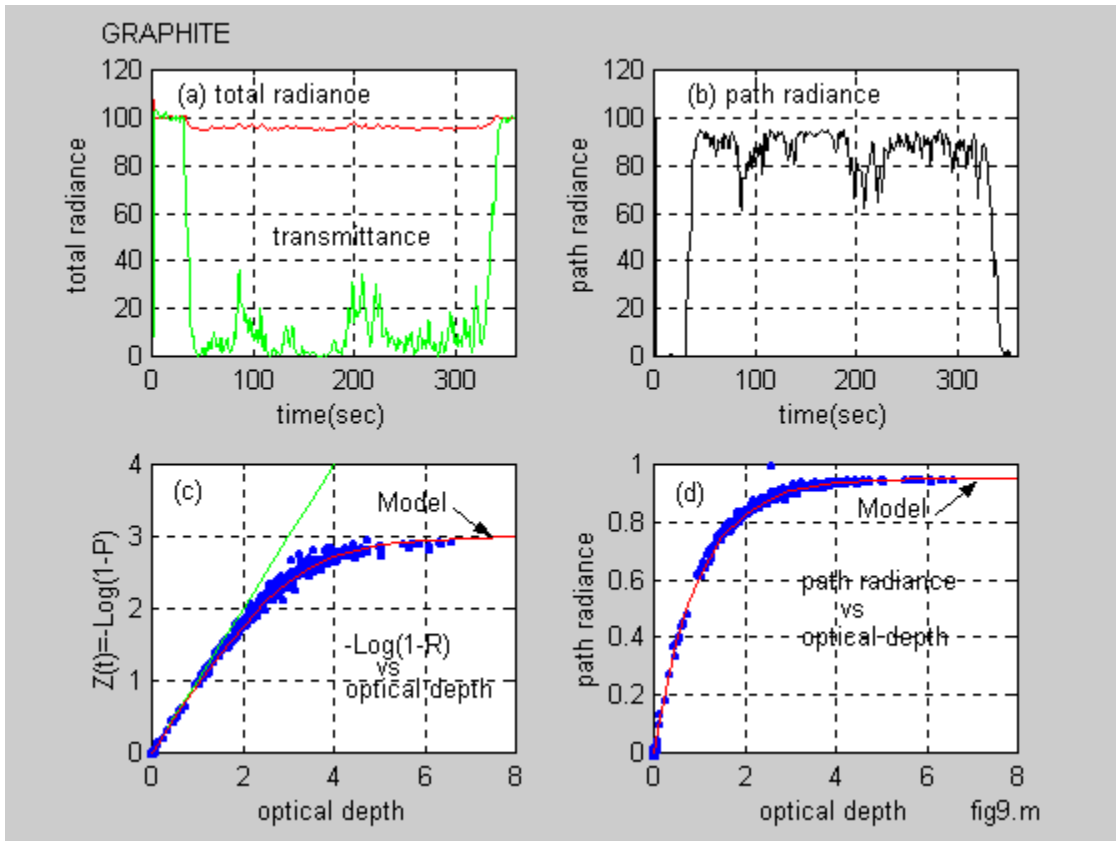 GRAPHITE
120
100
80
60
40
20
0
total radiance
(a) total radiance
transmittance
0
100
200
300
time(sec)
120
100
80
60
40
20
0
path radiance
(b) path radiance
0
100
200
300
time(sec)
4
3
2
1
0
Z(t)=-Log(1-P)
(c)
Model
-Log(1-R)
vs
optical depth
0
2
4
6
8
optical depth
1
0.8
0.6
0.4
0.2
0
path radiance
(d)
Model
path radiance
vs
optical depth
0
2
4
6
8
optical depth
fig9.m